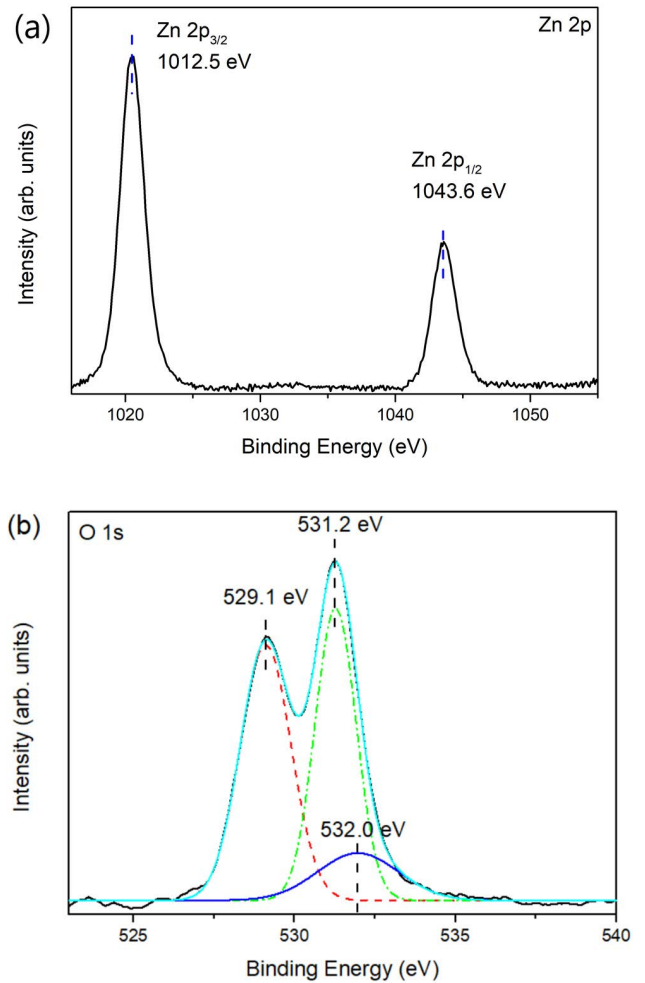 (a)
Zn 2p3/2
1012.5 eV
Zn 2p
Zn 2p1/2
1043.6 eV
Intensity (arb. units)
1020
1030
1040
1050
Binding Energy (eV)
(b)
O 1s
531.2 eV
529.1 eV
532.0 eV
Intensity (arb. units)
525
530
535
540
Binding Energy (eV)